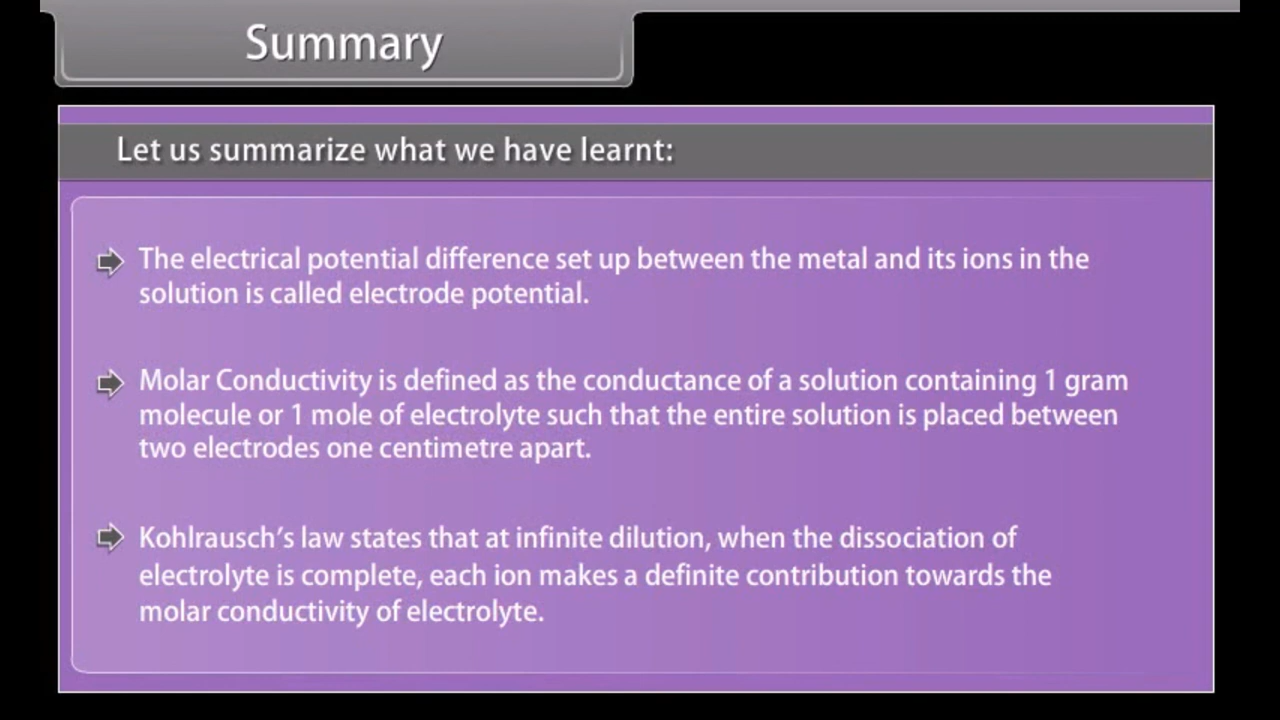 Summary
Let us summarize what we have learnt:
The electrical potential difference set up between the metal and its ions in the
solution is called electrode potential.
Molar Conductivity is defined as the conductance of a solution containing 1 gram
molecule or 1 mole of electrolyte such that the entire solution is placed between
two electrodes one centimetre apart.
Kohlrausch's law states that at infinite dilution, when the dissociation of
electrolyte is complete, each ion makes a definite contribution towards the
molar conductivity of electrolyte.